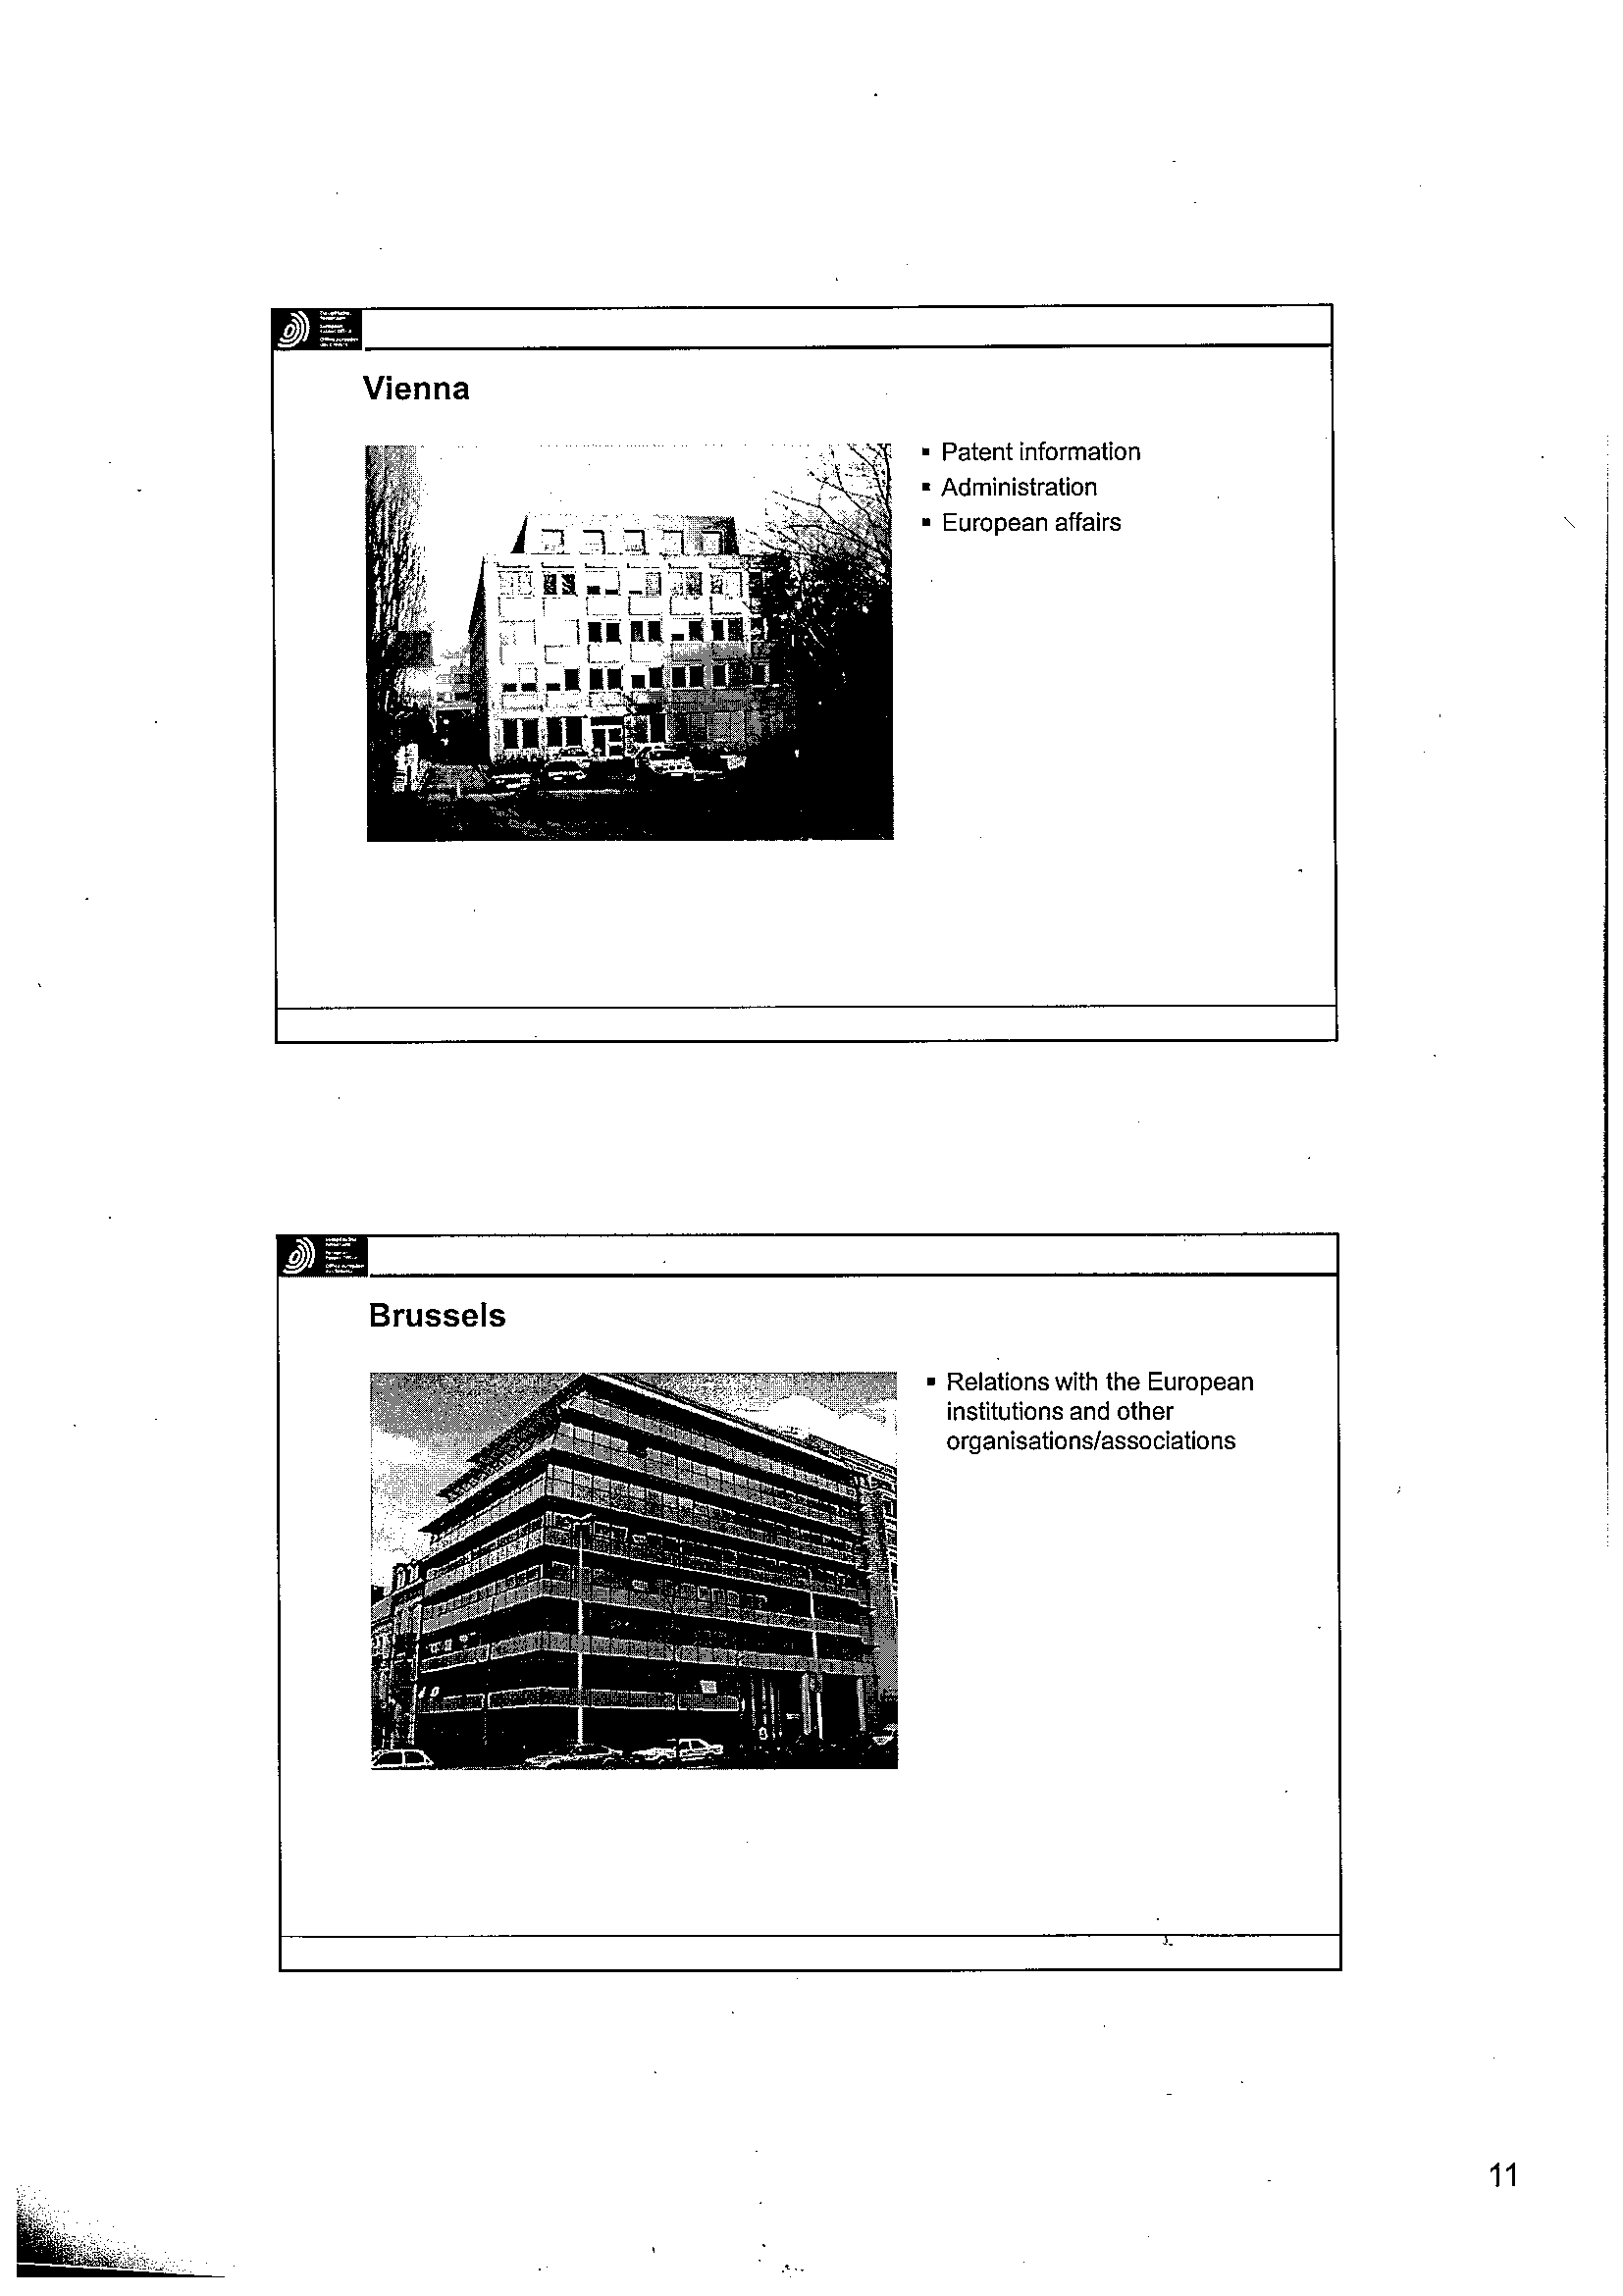 Vienna
▪ Patent information
▪ Administration
▪ European affairs
Brussels
▪ Relations with the European
institutions and other
organisations/associations
11